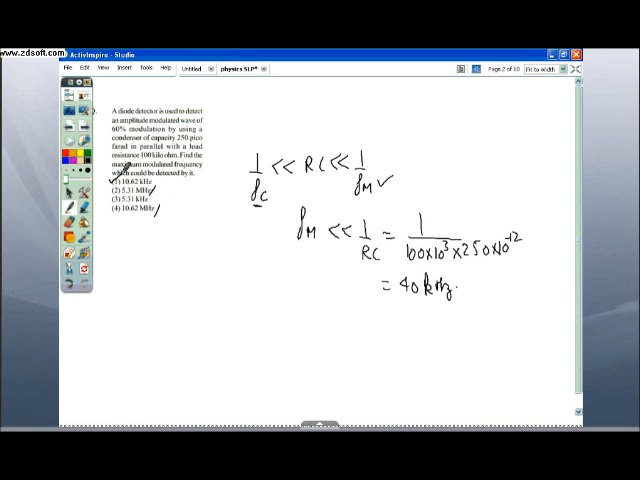 www.zdsoft.com
ActivInspire - Studio
File Edit View Insert Tools Help
Untitled
physics SLP*
Page 2 of 10
Fit to width
A diode detector is used to detect
an amplitude modulated wave of
60% modulation by using a
condenser of capacity 250 pico
farad in parallel with a load
resistance 100 kilo ohm. Find the
maximum modulated frequency
which could be detected by it.
(1) 10.62 kHz
(2) 5.31 MHz
(3) 5.31 kHz
(4) 10.62 MHz
1/fC << RC << 1/fM ✓
fM << 1/RC = 1/100×10³×250×10⁻¹²
= 40 kHz.